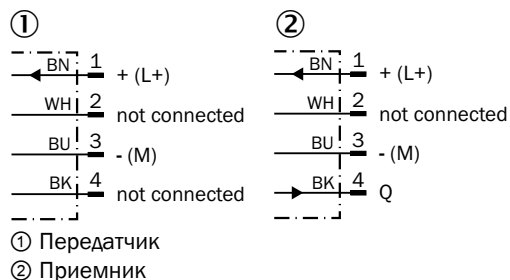 ① ②
BN 1 + (L+) BN 1 + (L+)
WH 2 not connected WH 2 not connected
BU 3 - (M) BU 3 - (M)
BK 4 not connected BK 4 Q
① Передатчик
② Приемник